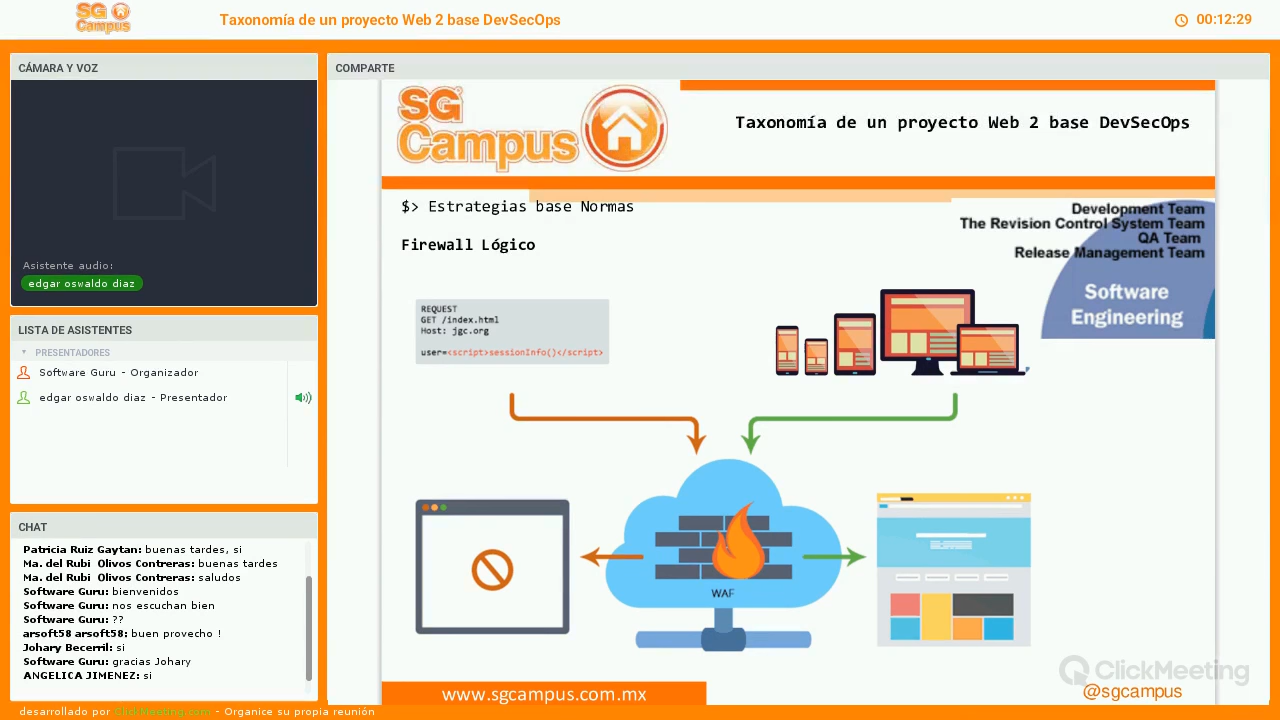 SG Campus
Taxonomía de un proyecto Web 2 base DevSecOps
00:12:29
CÁMARA Y VOZ
Asistente audio:
edgar oswaldo diaz
LISTA DE ASISTENTES
PRESENTADORES
Software Guru - Organizador
edgar oswaldo diaz - Presentador
CHAT
Patricia Ruiz Gaytan: buenas tardes, si
Ma. del Rubi Olivos Contreras: buenas tardes
Ma. del Rubi Olivos Contreras: saludos
Software Guru: bienvenidos
Software Guru: nos escuchan bien
Software Guru: ??
arsoft58 arsoft58: buen provecho !
Johary Becerril: si
Software Guru: gracias Johary
ANGELICA JIMENEZ: si
desarrollado por ClickMeeting.com - Organice su propia reunión
COMPARTE
SG
Campus
Taxonomía de un proyecto Web 2 base DevSecOps
$> Estrategias base Normas
Firewall Lógico
Development Team
The Revision Control System Team
QA Team
Release Management Team
Software
Engineering
REQUEST
GET /index.html
Host: jgc.org
user=<script>sessionInfo()</script>
WAF
ClickMeeting
@sgcampus
www.sgcampus.com.mx